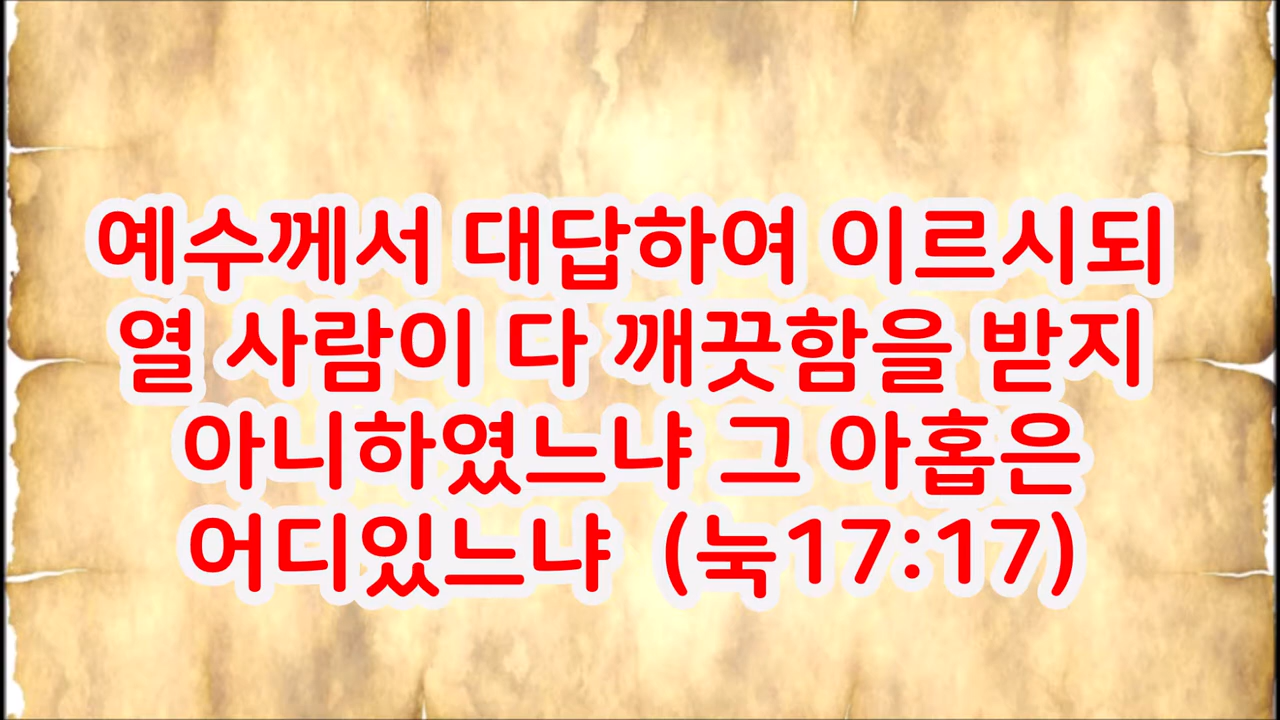 예수께서 대답하여 이르시되
열 사람이 다 깨끗함을 받지
아니하였느냐 그 아홉은
어디있느냐 (눅17:17)